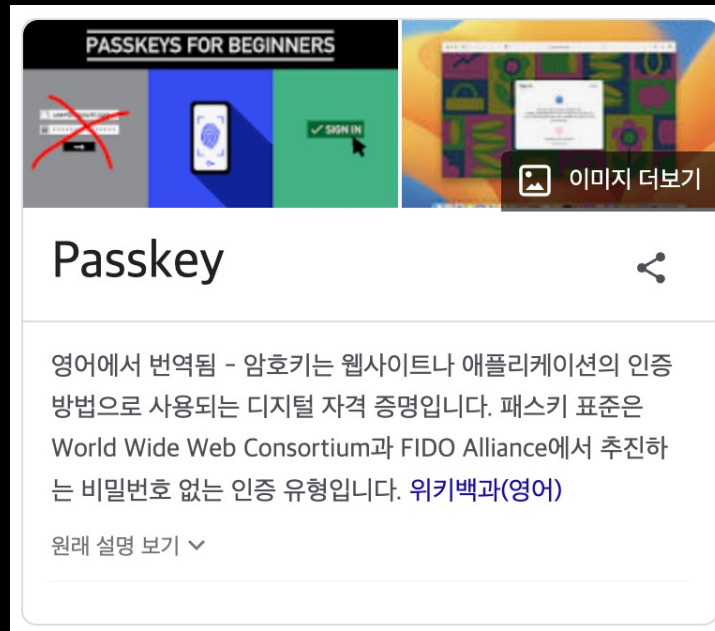 PASSKEYS FOR BEGINNERS
SIGN IN
이미지 더보기
Passkey
영어에서 번역됨 - 암호키는 웹사이트나 애플리케이션의 인증
방법으로 사용되는 디지털 자격 증명입니다. 패스키 표준은
World Wide Web Consortium과 FIDO Alliance에서 추진하
는 비밀번호 없는 인증 유형입니다. 위키백과(영어)
원래 설명 보기